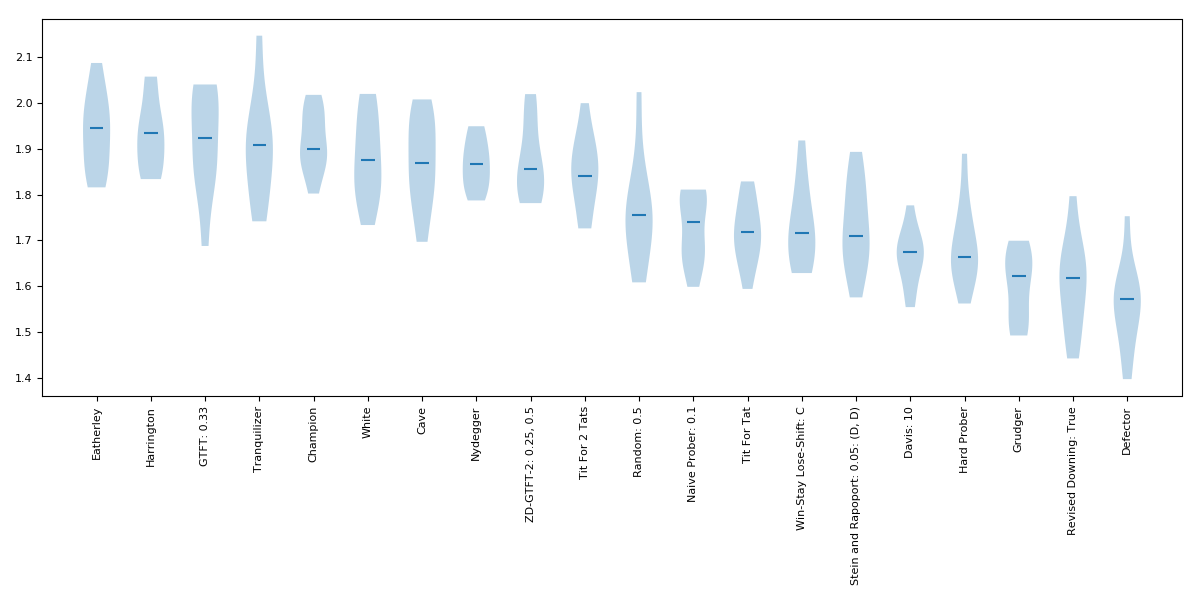 2.1
2.0
1.9
1.8
1.7
1.6
1.5
1.4
Eatherley
Harrington
GTFT: 0.33
Tranquilizer
Champion
White
Cave
Nydegger
ZD-GTFT-2: 0.25, 0.5
Tit For 2 Tats
Random: 0.5
Naive Prober: 0.1
Tit For Tat
Win-Stay Lose-Shift: C
Stein and Rapoport: 0.05: (D, D)
Davis: 10
Hard Prober
Grudger
Revised Downing: True
Defector